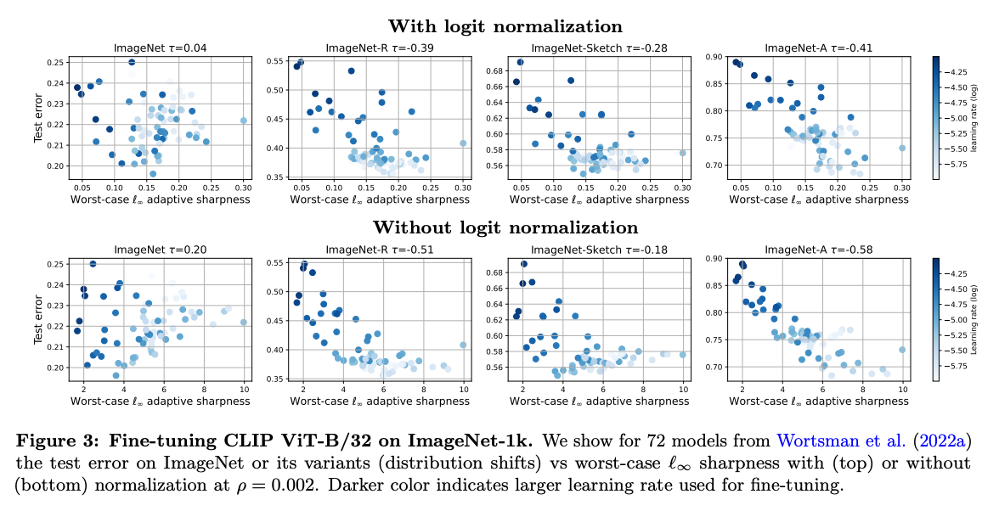 With logit normalization
ImageNet τ=0.04
ImageNet-R τ=-0.39
ImageNet-Sketch τ=-0.28
ImageNet-A τ=-0.41
Test error
0.25
0.24
0.23
0.22
0.21
0.20
0.05 0.10 0.15 0.20 0.25 0.30
Worst-case ℓ∞ adaptive sharpness
0.55
0.50
0.45
0.40
0.35
0.05 0.10 0.15 0.20 0.25 0.30
Worst-case ℓ∞ adaptive sharpness
0.68
0.66
0.64
0.62
0.60
0.58
0.56
0.05 0.10 0.15 0.20 0.25 0.30
Worst-case ℓ∞ adaptive sharpness
0.90
0.85
0.80
0.75
0.70
0.05 0.10 0.15 0.20 0.25 0.30
Worst-case ℓ∞ adaptive sharpness
−4.25
−4.50
−4.75
−5.00
−5.25
−5.50
−5.75
learning rate (log)
Without logit normalization
ImageNet τ=0.20
ImageNet-R τ=-0.51
ImageNet-Sketch τ=-0.18
ImageNet-A τ=-0.58
Test error
0.25
0.24
0.23
0.22
0.21
0.20
2 4 6 8 10
Worst-case ℓ∞ adaptive sharpness
0.55
0.50
0.45
0.40
0.35
2 4 6 8 10
Worst-case ℓ∞ adaptive sharpness
0.68
0.66
0.64
0.62
0.60
0.58
0.56
2 4 6 8 10
Worst-case ℓ∞ adaptive sharpness
0.90
0.85
0.80
0.75
0.70
2 4 6 8 10
Worst-case ℓ∞ adaptive sharpness
−4.25
−4.50
−4.75
−5.00
−5.25
−5.50
−5.75
Learning rate (log)
Figure 3: Fine-tuning CLIP ViT-B/32 on ImageNet-1k. We show for 72 models from Wortsman et al. (2022a)
the test error on ImageNet or its variants (distribution shifts) vs worst-case ℓ∞ sharpness with (top) or without
(bottom) normalization at ρ = 0.002. Darker color indicates larger learning rate used for fine-tuning.